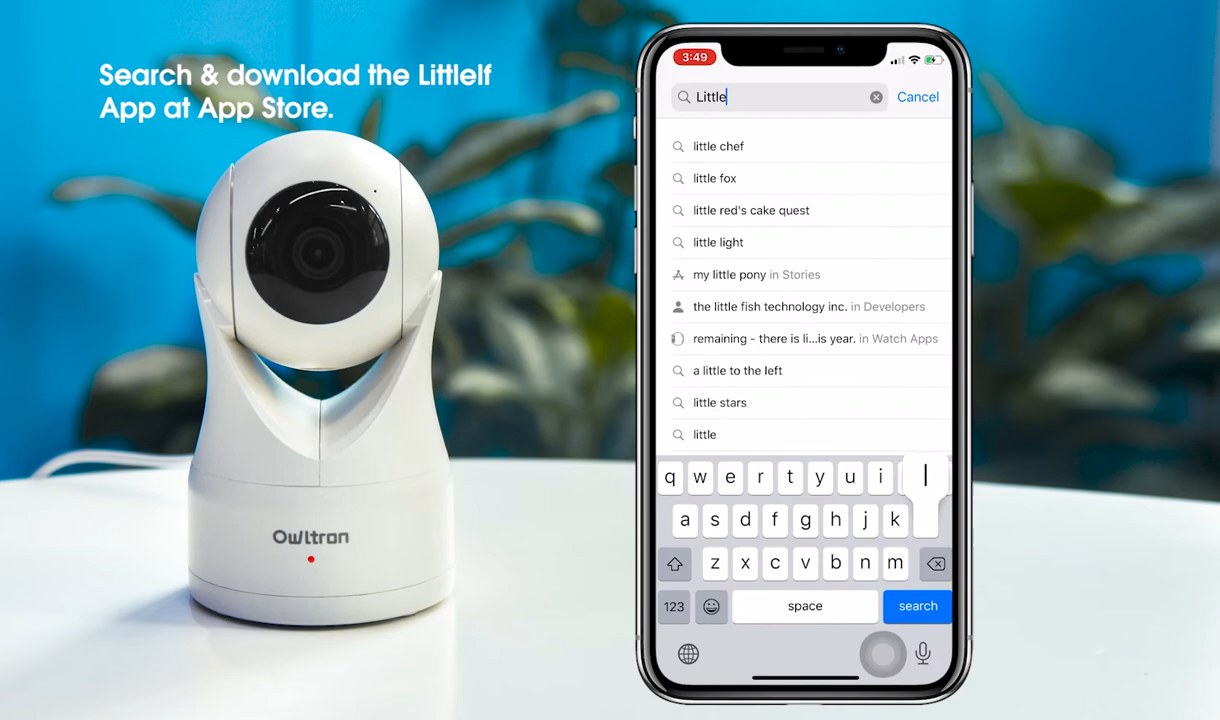 Search & download the Littlelf
App at App Store.
Owltron
3:49
Little
Cancel
little chef
little fox
little red's cake quest
little light
my little pony in Stories
the little fish technology inc. in Developers
remaining - there is li...is year. in Watch Apps
a little to the left
little stars
little
q w e r t y u i l
a s d f g h j k
z x c v b n m
123 space search